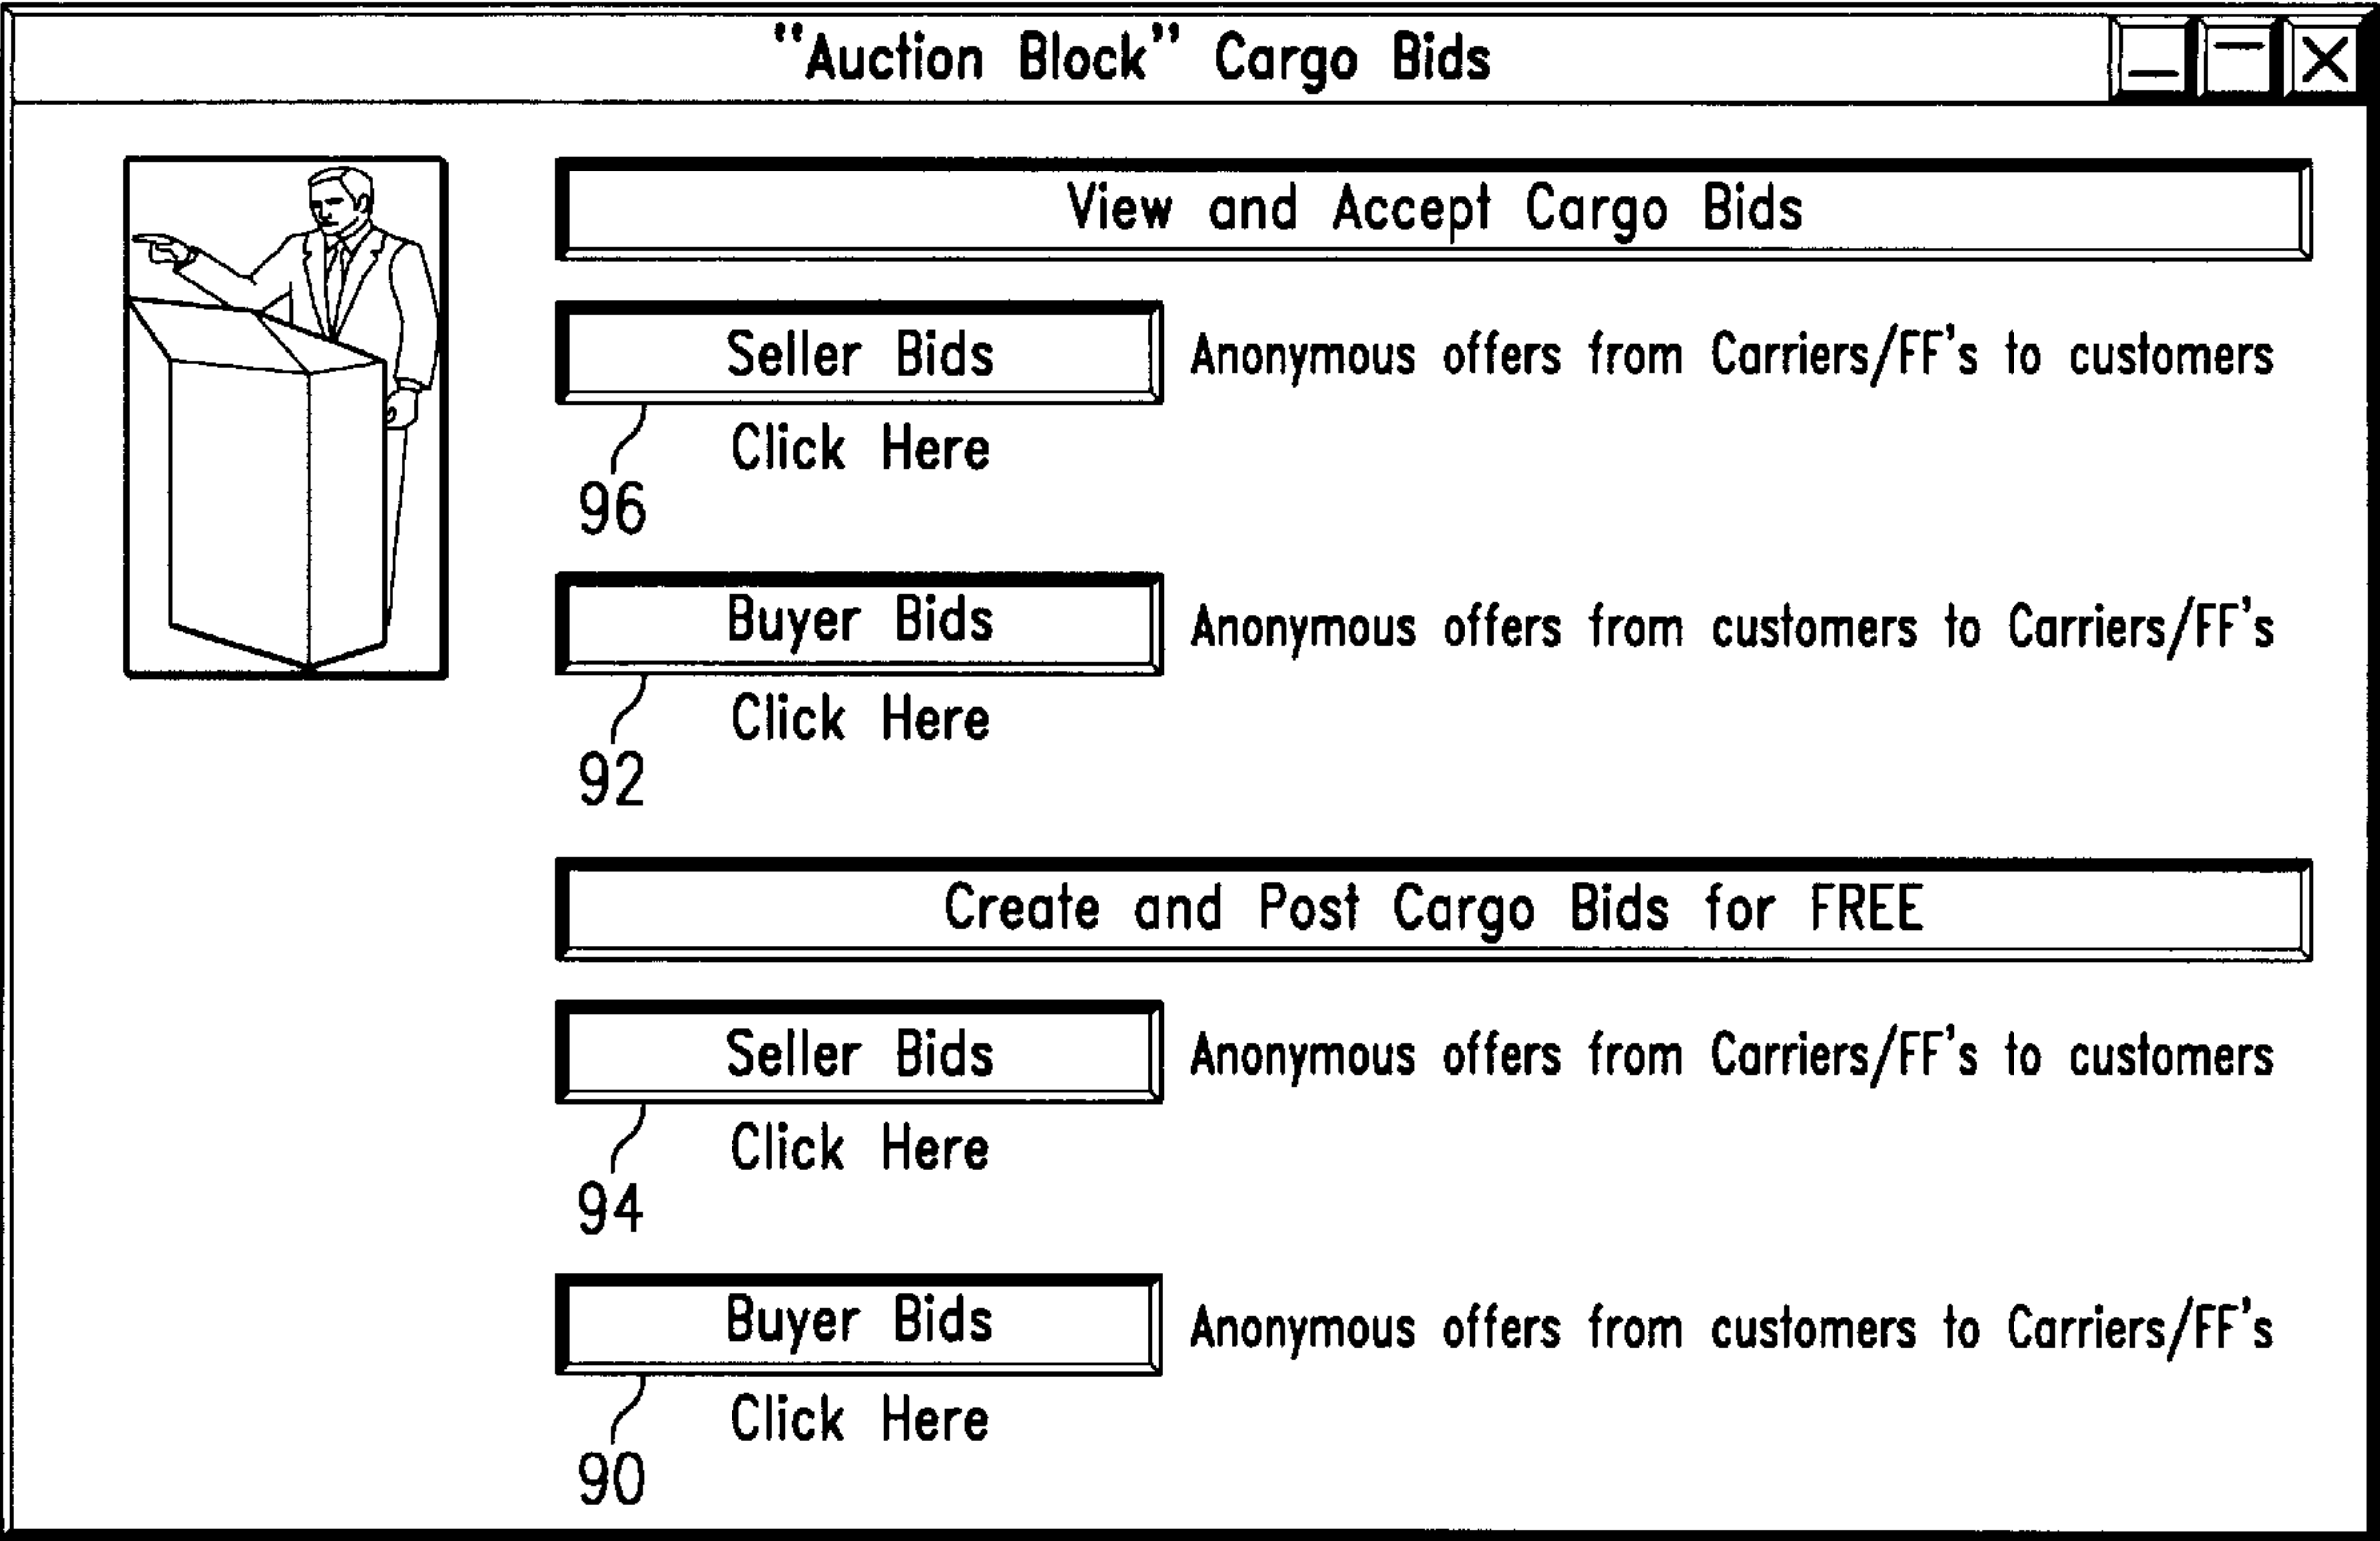 "Auction Block" Cargo Bids
View and Accept Cargo Bids
Seller Bids Anonymous offers from Carriers/FF's to customers
Click Here
96
Buyer Bids Anonymous offers from customers to Carriers/FF's
Click Here
92
Create and Post Cargo Bids for FREE
Seller Bids Anonymous offers from Carriers/FF's to customers
Click Here
94
Buyer Bids Anonymous offers from customers to Carriers/FF's
Click Here
90